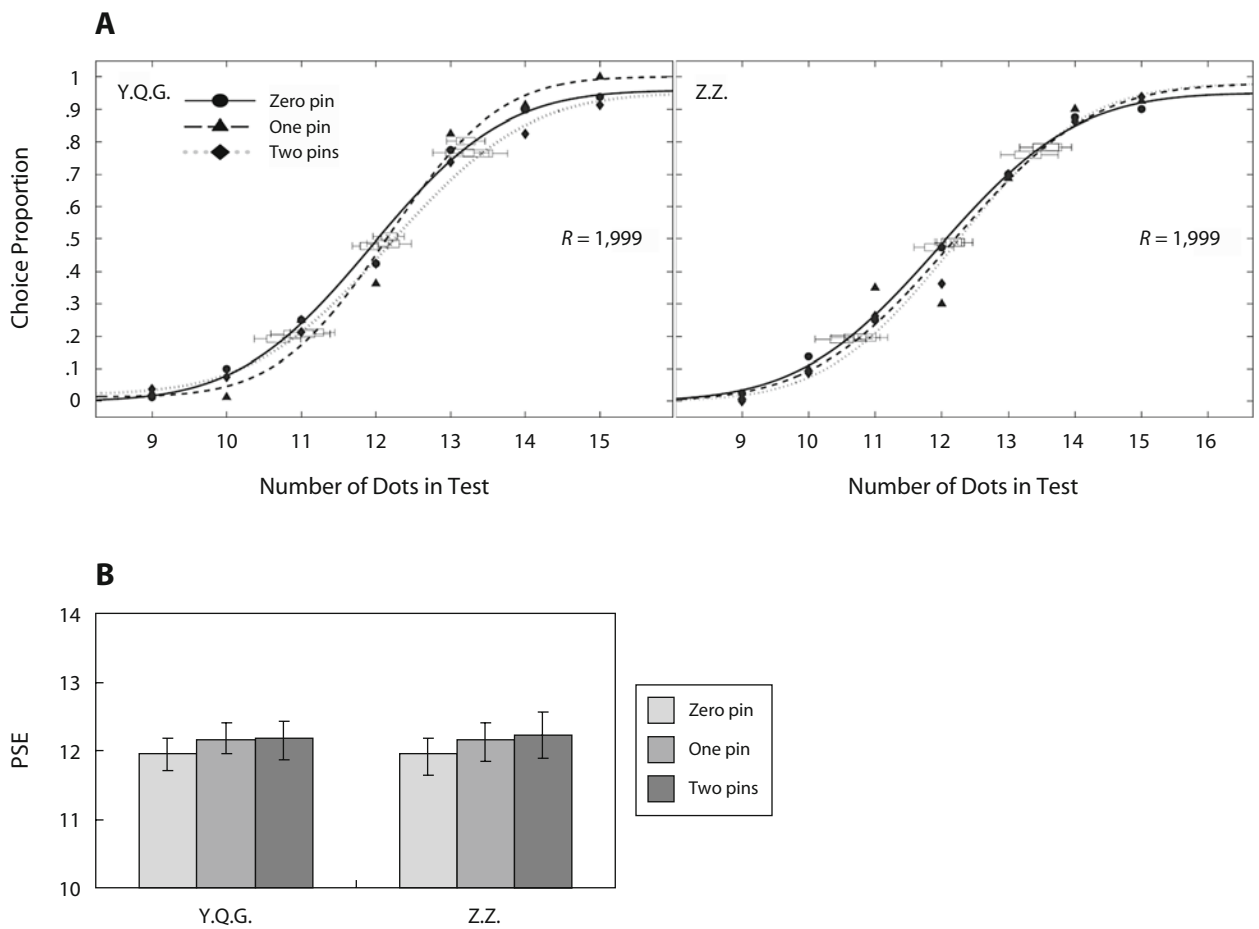 A
Y.Q.G.
Zero pin
One pin
Two pins
R = 1,999
Z.Z.
R = 1,999
Choice Proportion
1
.9
.8
.7
.6
.5
.4
.3
.2
.1
0
9 10 11 12 13 14 15
9 10 11 12 13 14 15 16
Number of Dots in Test
Number of Dots in Test
B
PSE
14
13
12
11
10
Y.Q.G.
Z.Z.
Zero pin
One pin
Two pins